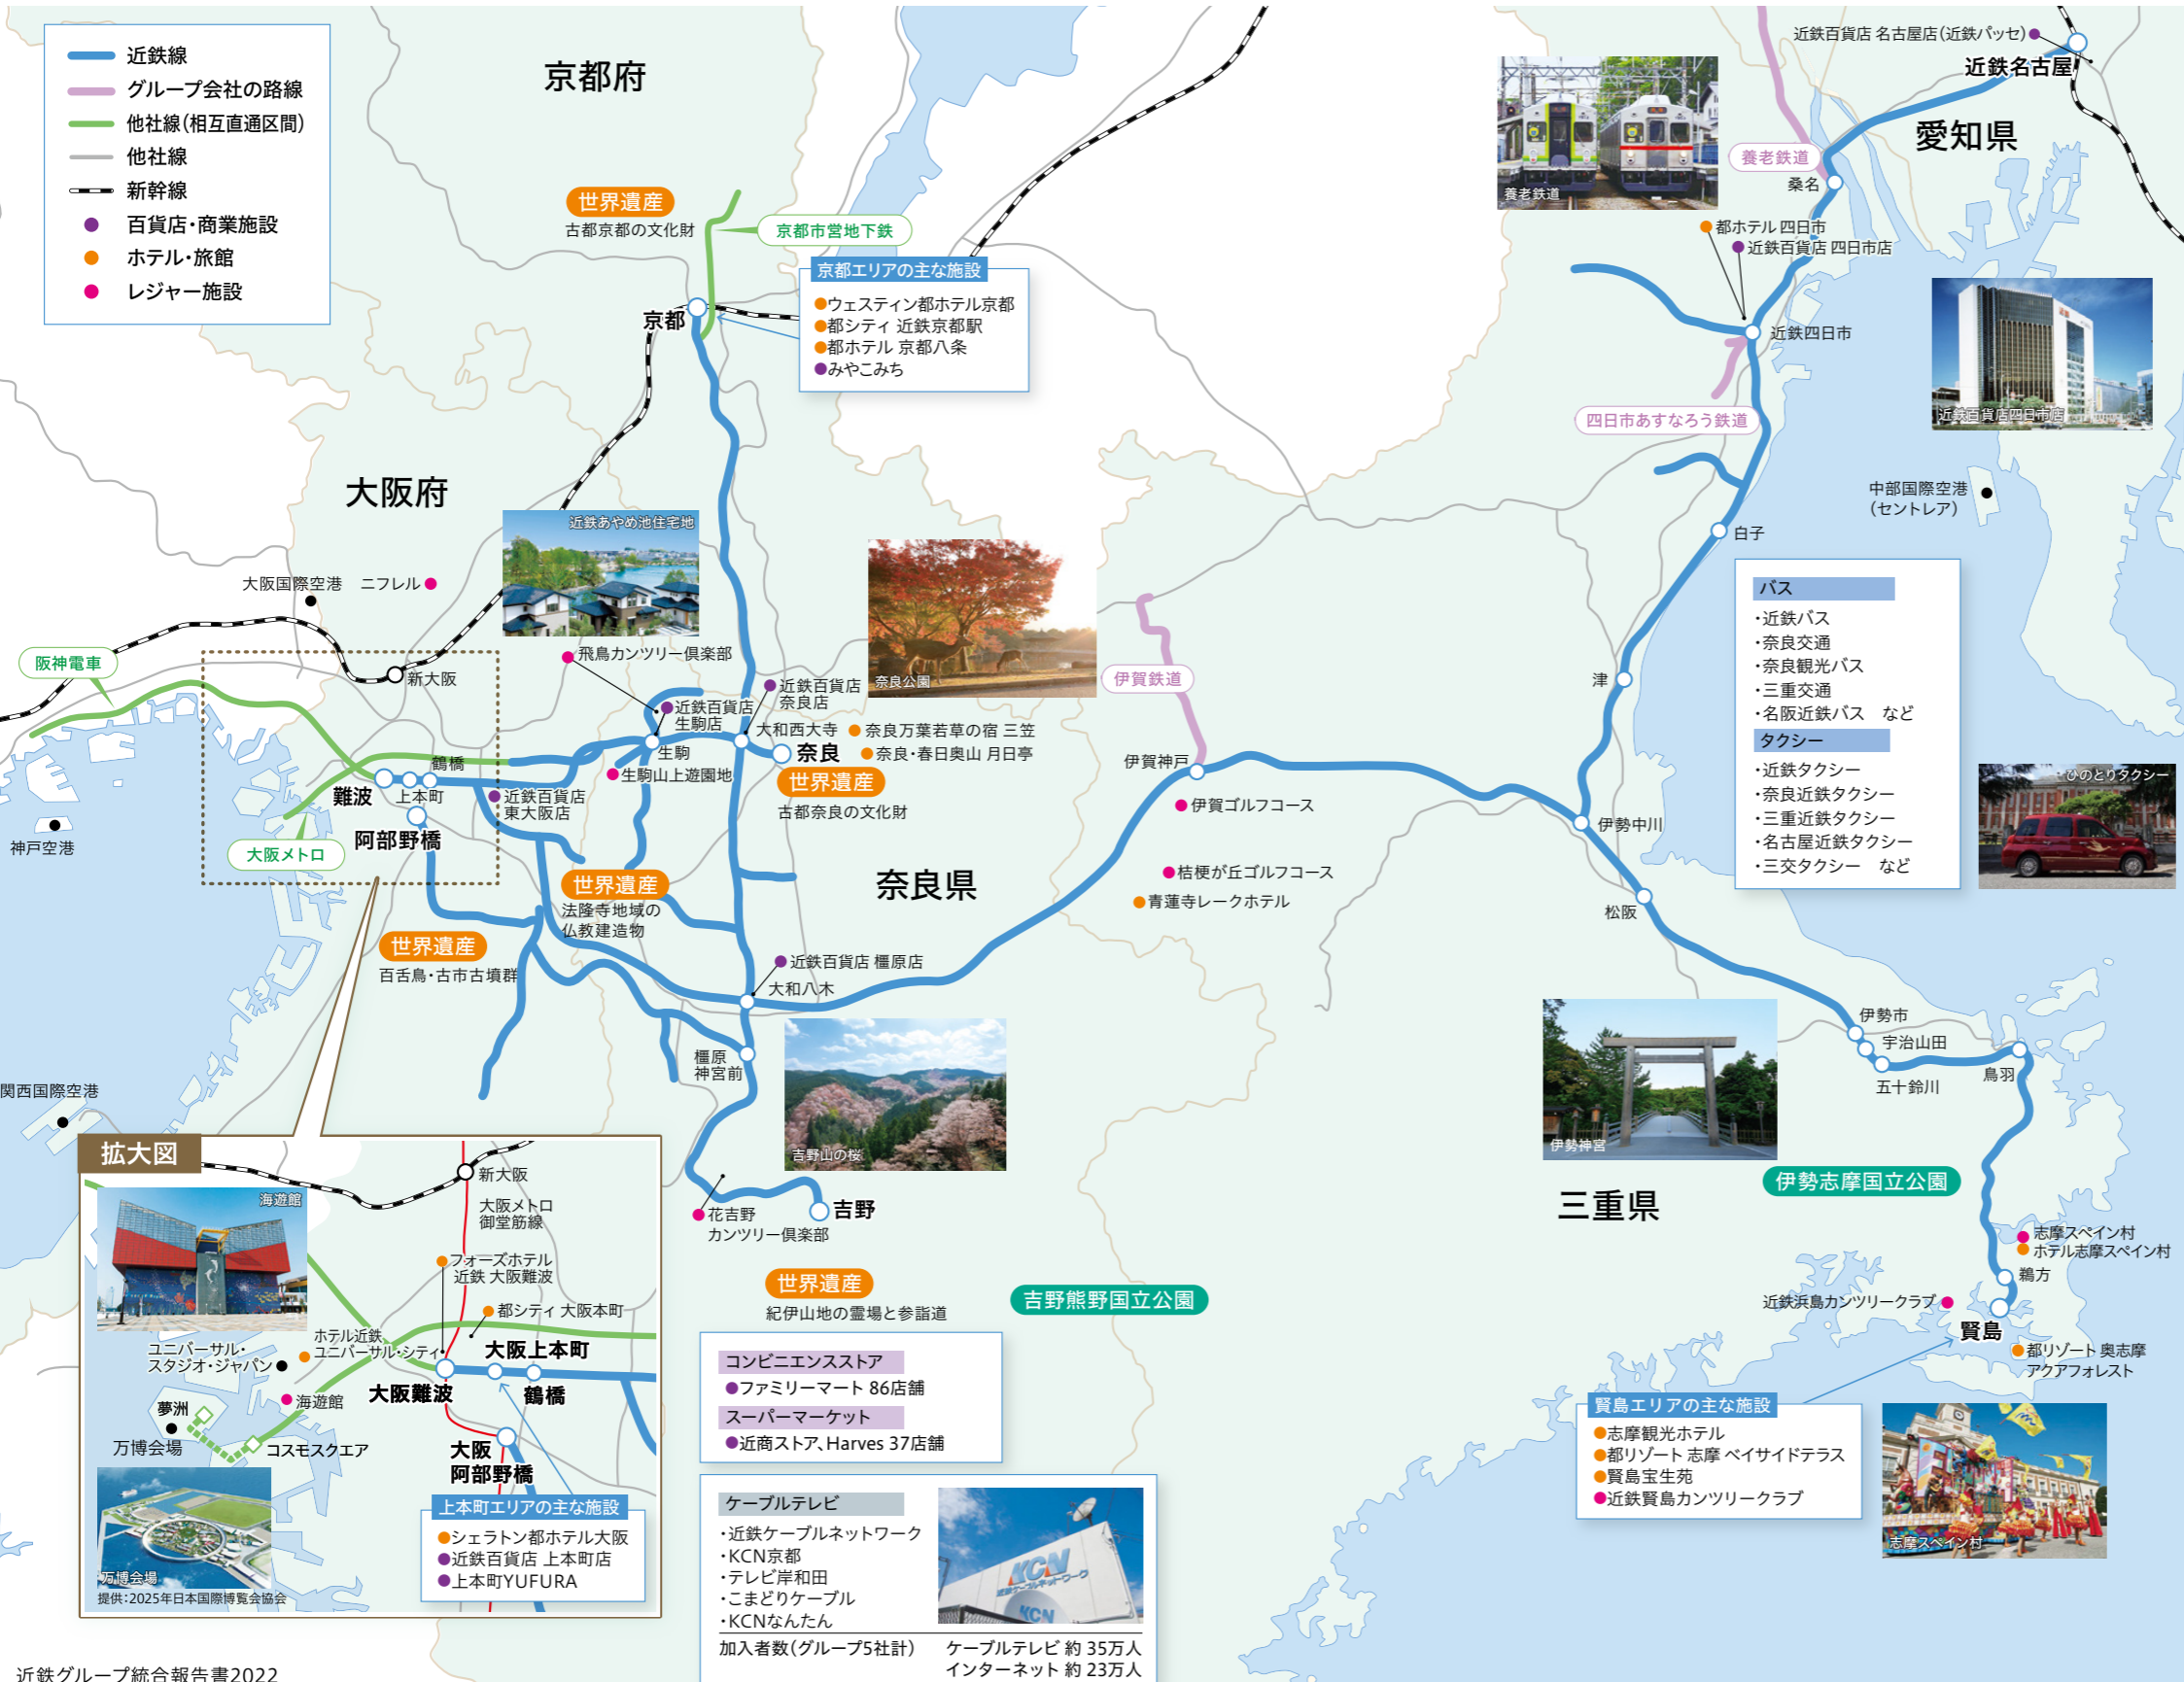 近鉄線
グループ会社の路線
他社線(相互直通区間)
他社線
新幹線
百貨店・商業施設
ホテル・旅館
レジャー施設
京都府
世界遺産
古都京都の文化財
京都市営地下鉄
京都
京都エリアの主な施設
ウェスティン都ホテル京都
都シティ 近鉄京都駅
都ホテル 京都八条
みやこみち
近鉄百貨店 名古屋店(近鉄パッセ)
近鉄名古屋
愛知県
養老鉄道
養老鉄道
桑名
都ホテル 四日市
近鉄百貨店 四日市店
近鉄四日市
近鉄百貨店四日市店
四日市あすなろう鉄道
中部国際空港
(セントレア)
白子
大阪府
近鉄あやめ池住宅地
大阪国際空港
ニフレル
阪神電車
新大阪
飛鳥カンツリー倶楽部
近鉄百貨店
生駒店
近鉄百貨店
奈良店
奈良公園
大和西大寺
奈良万葉若草の宿 三笠
奈良・春日奥山 月日亭
生駒
奈良
生駒山上遊園地
世界遺産
古都奈良の文化財
鶴橋
難波
上本町
近鉄百貨店
東大阪店
阿部野橋
大阪メトロ
神戸空港
世界遺産
法隆寺地域の
仏教建造物
世界遺産
百舌鳥・古市古墳群
奈良県
伊賀鉄道
伊賀神戸
伊賀ゴルフコース
桔梗が丘ゴルフコース
青蓮寺レークホテル
津
伊勢中川
松阪
バス
・近鉄バス
・奈良交通
・奈良観光バス
・三重交通
・名阪近鉄バス など
タクシー
・近鉄タクシー
・奈良近鉄タクシー
・三重近鉄タクシー
・名古屋近鉄タクシー
・三交タクシー など
ひのとりタクシー
近鉄百貨店 橿原店
大和八木
橿原
神宮前
吉野山の桜
花吉野
カンツリー倶楽部
吉野
世界遺産
紀伊山地の霊場と参詣道
吉野熊野国立公園
伊勢神宮
伊勢市
宇治山田
五十鈴川
鳥羽
伊勢志摩国立公園
三重県
志摩スペイン村
ホテル志摩スペイン村
鵜方
近鉄浜島カンツリークラブ
賢島
都リゾート 奥志摩
アクアフォレスト
賢島エリアの主な施設
志摩観光ホテル
都リゾート 志摩 ベイサイドテラス
賢島宝生苑
近鉄賢島カンツリークラブ
志摩スペイン村
関西国際空港
拡大図
海遊館
新大阪
大阪メトロ
御堂筋線
フォーズホテル
近鉄 大阪難波
都シティ 大阪本町
ホテル近鉄
ユニバーサル・シティ
ユニバーサル・
スタジオ・ジャパン
大阪上本町
大阪難波
鶴橋
海遊館
夢洲
万博会場
コスモスクエア
大阪
阿部野橋
上本町エリアの主な施設
シェラトン都ホテル大阪
近鉄百貨店 上本町店
上本町YUFURA
万博会場
提供:2025年日本国際博覧会協会
コンビニエンスストア
ファミリーマート 86店舗
スーパーマーケット
近商ストア、Harves 37店舗
ケーブルテレビ
・近鉄ケーブルネットワーク
・KCN京都
・テレビ岸和田
・こまどりケーブル
・KCNなんたん
KCN
近鉄ケーブルネットワーク
KCN
加入者数(グループ5社計)
ケーブルテレビ 約 35万人
インターネット 約 23万人
近鉄グループ統合報告書2022